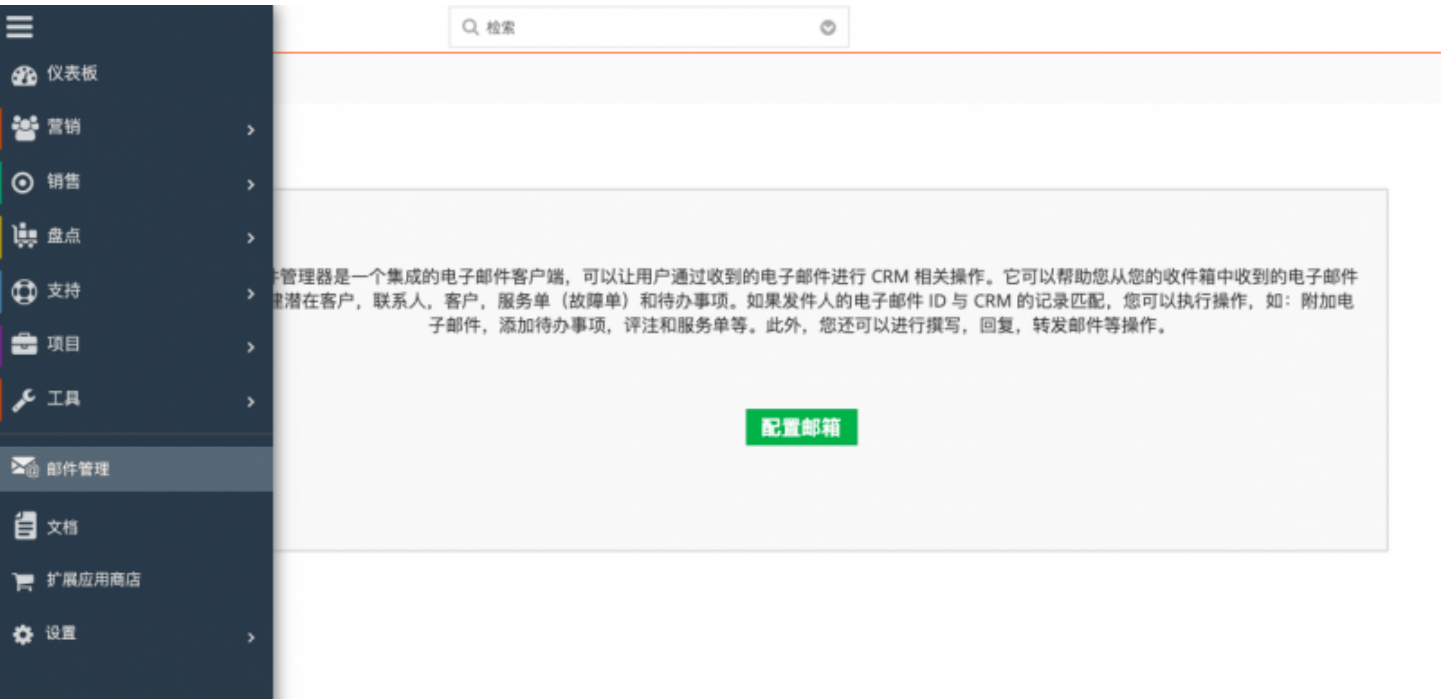 检索
仪表板
营销
销售
盘点
支持
项目
工具
邮件管理
文档
扩展应用商店
设置
管理器是一个集成的电子邮件客户端，可以让用户通过收到的电子邮件进行 CRM 相关操作。它可以帮助您从您的收件箱中收到的电子邮件
潜在客户，联系人，客户，服务单（故障单）和待办事项。如果发件人的电子邮件 ID 与 CRM 的记录匹配，您可以执行操作，如：附加电
子邮件，添加待办事项，评注和服务单等。此外，您还可以进行撰写，回复，转发邮件等操作。
配置邮箱